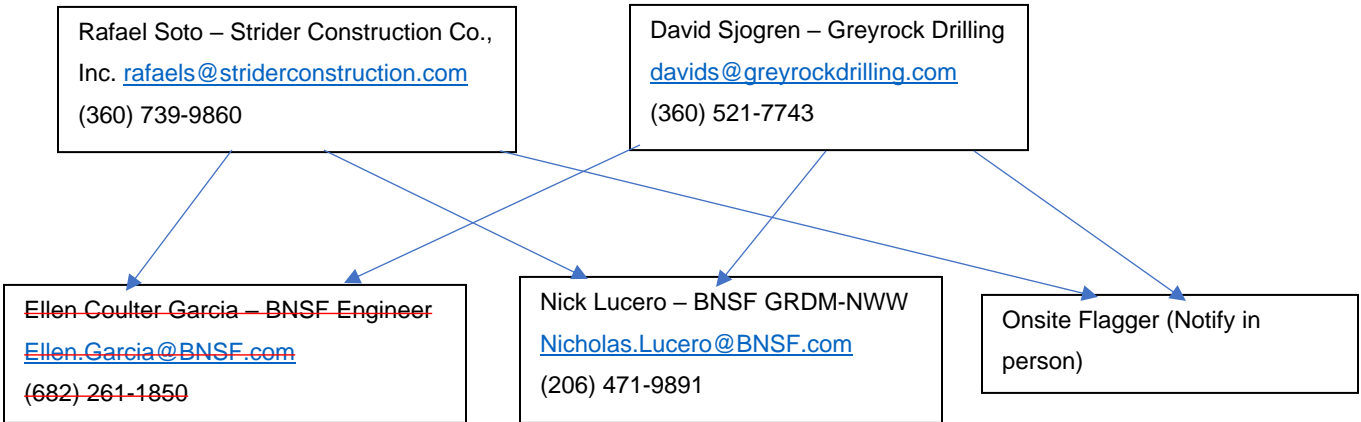 Rafael Soto – Strider Construction Co.,
Inc. rafaels@striderconstruction.com
(360) 739-9860
David Sjogren – Greyrock Drilling
davids@greyrockdrilling.com
(360) 521-7743
Ellen Coulter Garcia – BNSF Engineer
Ellen.Garcia@BNSF.com
(682) 261-1850
Nick Lucero – BNSF GRDM-NWW
Nicholas.Lucero@BNSF.com
(206) 471-9891
Onsite Flagger (Notify in
person)